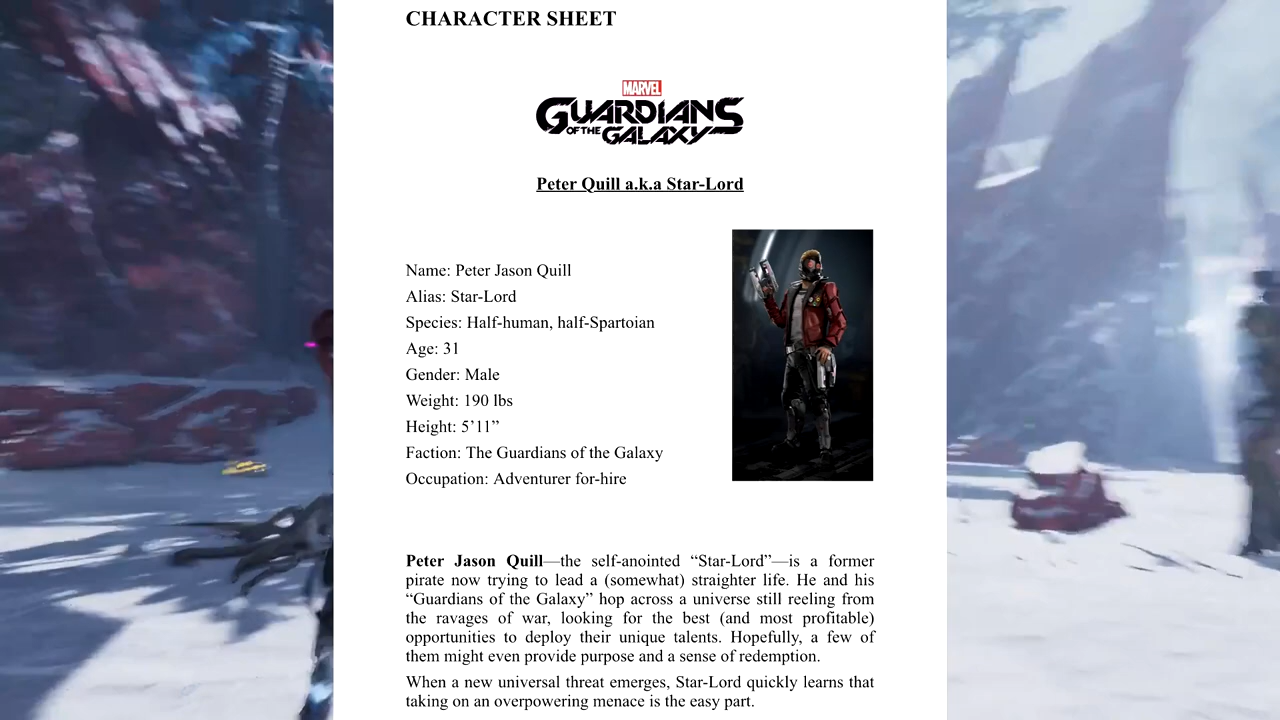 CHARACTER SHEET
MARVEL
GUARDIANS
OF THE
GALAXY
Peter Quill a.k.a Star-Lord
Name: Peter Jason Quill
Alias: Star-Lord
Species: Half-human, half-Spartoian
Age: 31
Gender: Male
Weight: 190 lbs
Height: 5’11”
Faction: The Guardians of the Galaxy
Occupation: Adventurer for-hire
Peter Jason Quill—the self-anointed “Star-Lord”—is a former
pirate now trying to lead a (somewhat) straighter life. He and his
“Guardians of the Galaxy” hop across a universe still reeling from
the ravages of war, looking for the best (and most profitable)
opportunities to deploy their unique talents. Hopefully, a few of
them might even provide purpose and a sense of redemption.
When a new universal threat emerges, Star-Lord quickly learns that
taking on an overpowering menace is the easy part.